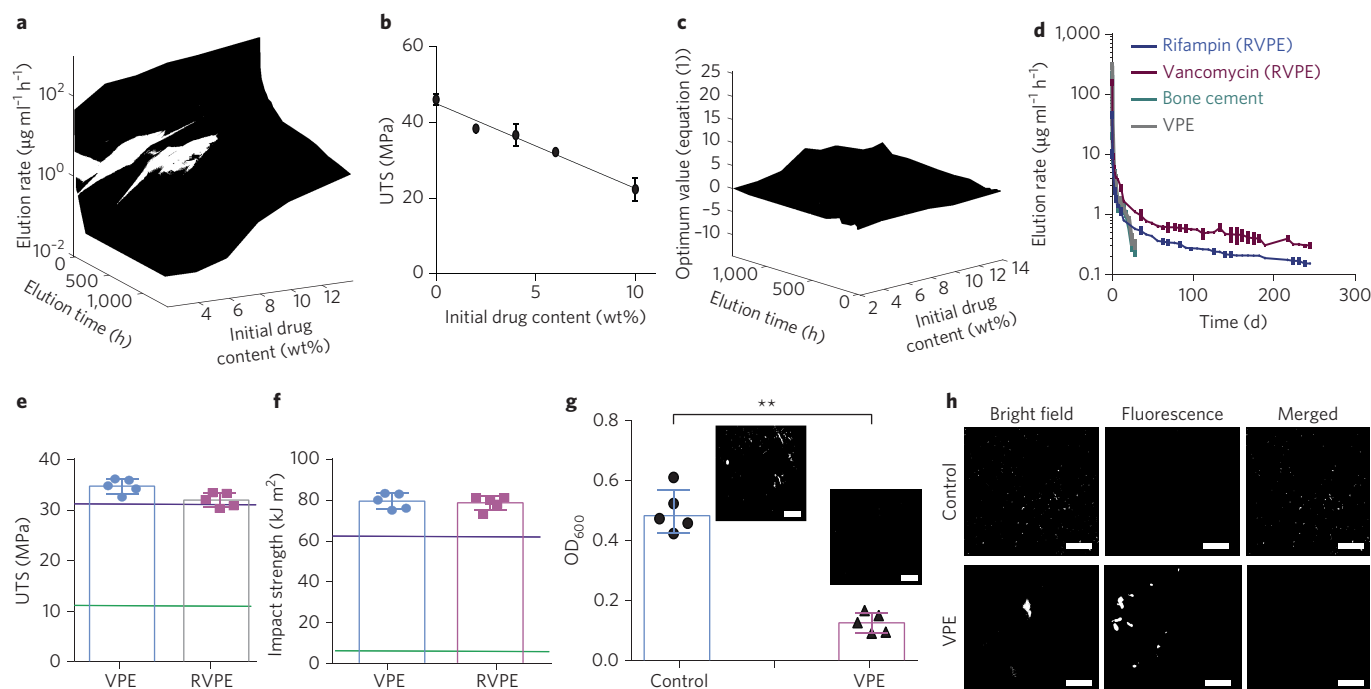 a
Elution rate (µg ml⁻¹ h⁻¹)
10²
10⁰
10⁻²
0
500
1,000
Elution time (h)
4
6
8
10
12
Initial drug
content (wt%)
b
UTS (MPa)
60
40
20
0
0
5
10
Initial drug content (wt%)
c
Optimum value (equation (1))
25
20
15
10
5
0
−5
−10
1,000
500
0
Elution time (h)
2
4
6
8
10
12
14
Initial drug
content (wt%)
d
Elution rate (µg ml⁻¹ h⁻¹)
1,000
100
10
1
0.1
Rifampin (RVPE)
Vancomycin (RVPE)
Bone cement
VPE
0
100
200
300
Time (d)
e
UTS (MPa)
40
30
20
10
0
VPE
RVPE
f
Impact strength (kJ m²)
100
80
60
40
20
0
VPE
RVPE
g
OD₆₀₀
0.8
0.6
0.4
0.2
0.0
**
Control
VPE
h
Bright field
Fluorescence
Merged
Control
VPE